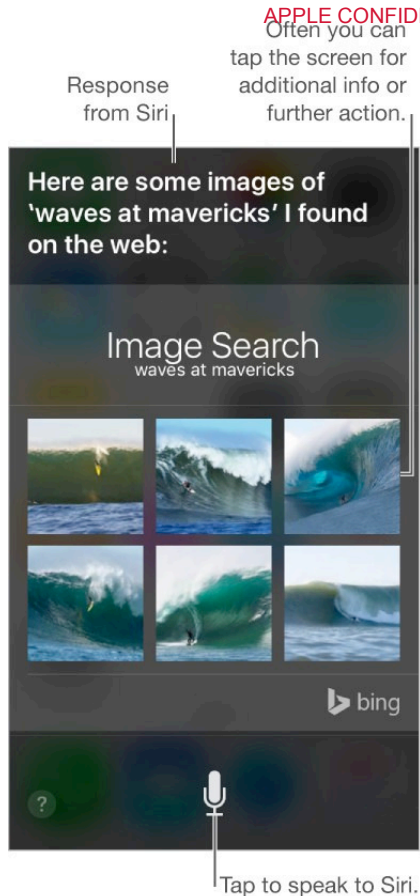 APPLE CONFID
Often you can
tap the screen for
additional info or
further action.
Response
from Siri
Here are some images of
‘waves at mavericks’ I found
on the web:
Image Search
waves at mavericks
bing
?
Tap to speak to Siri.